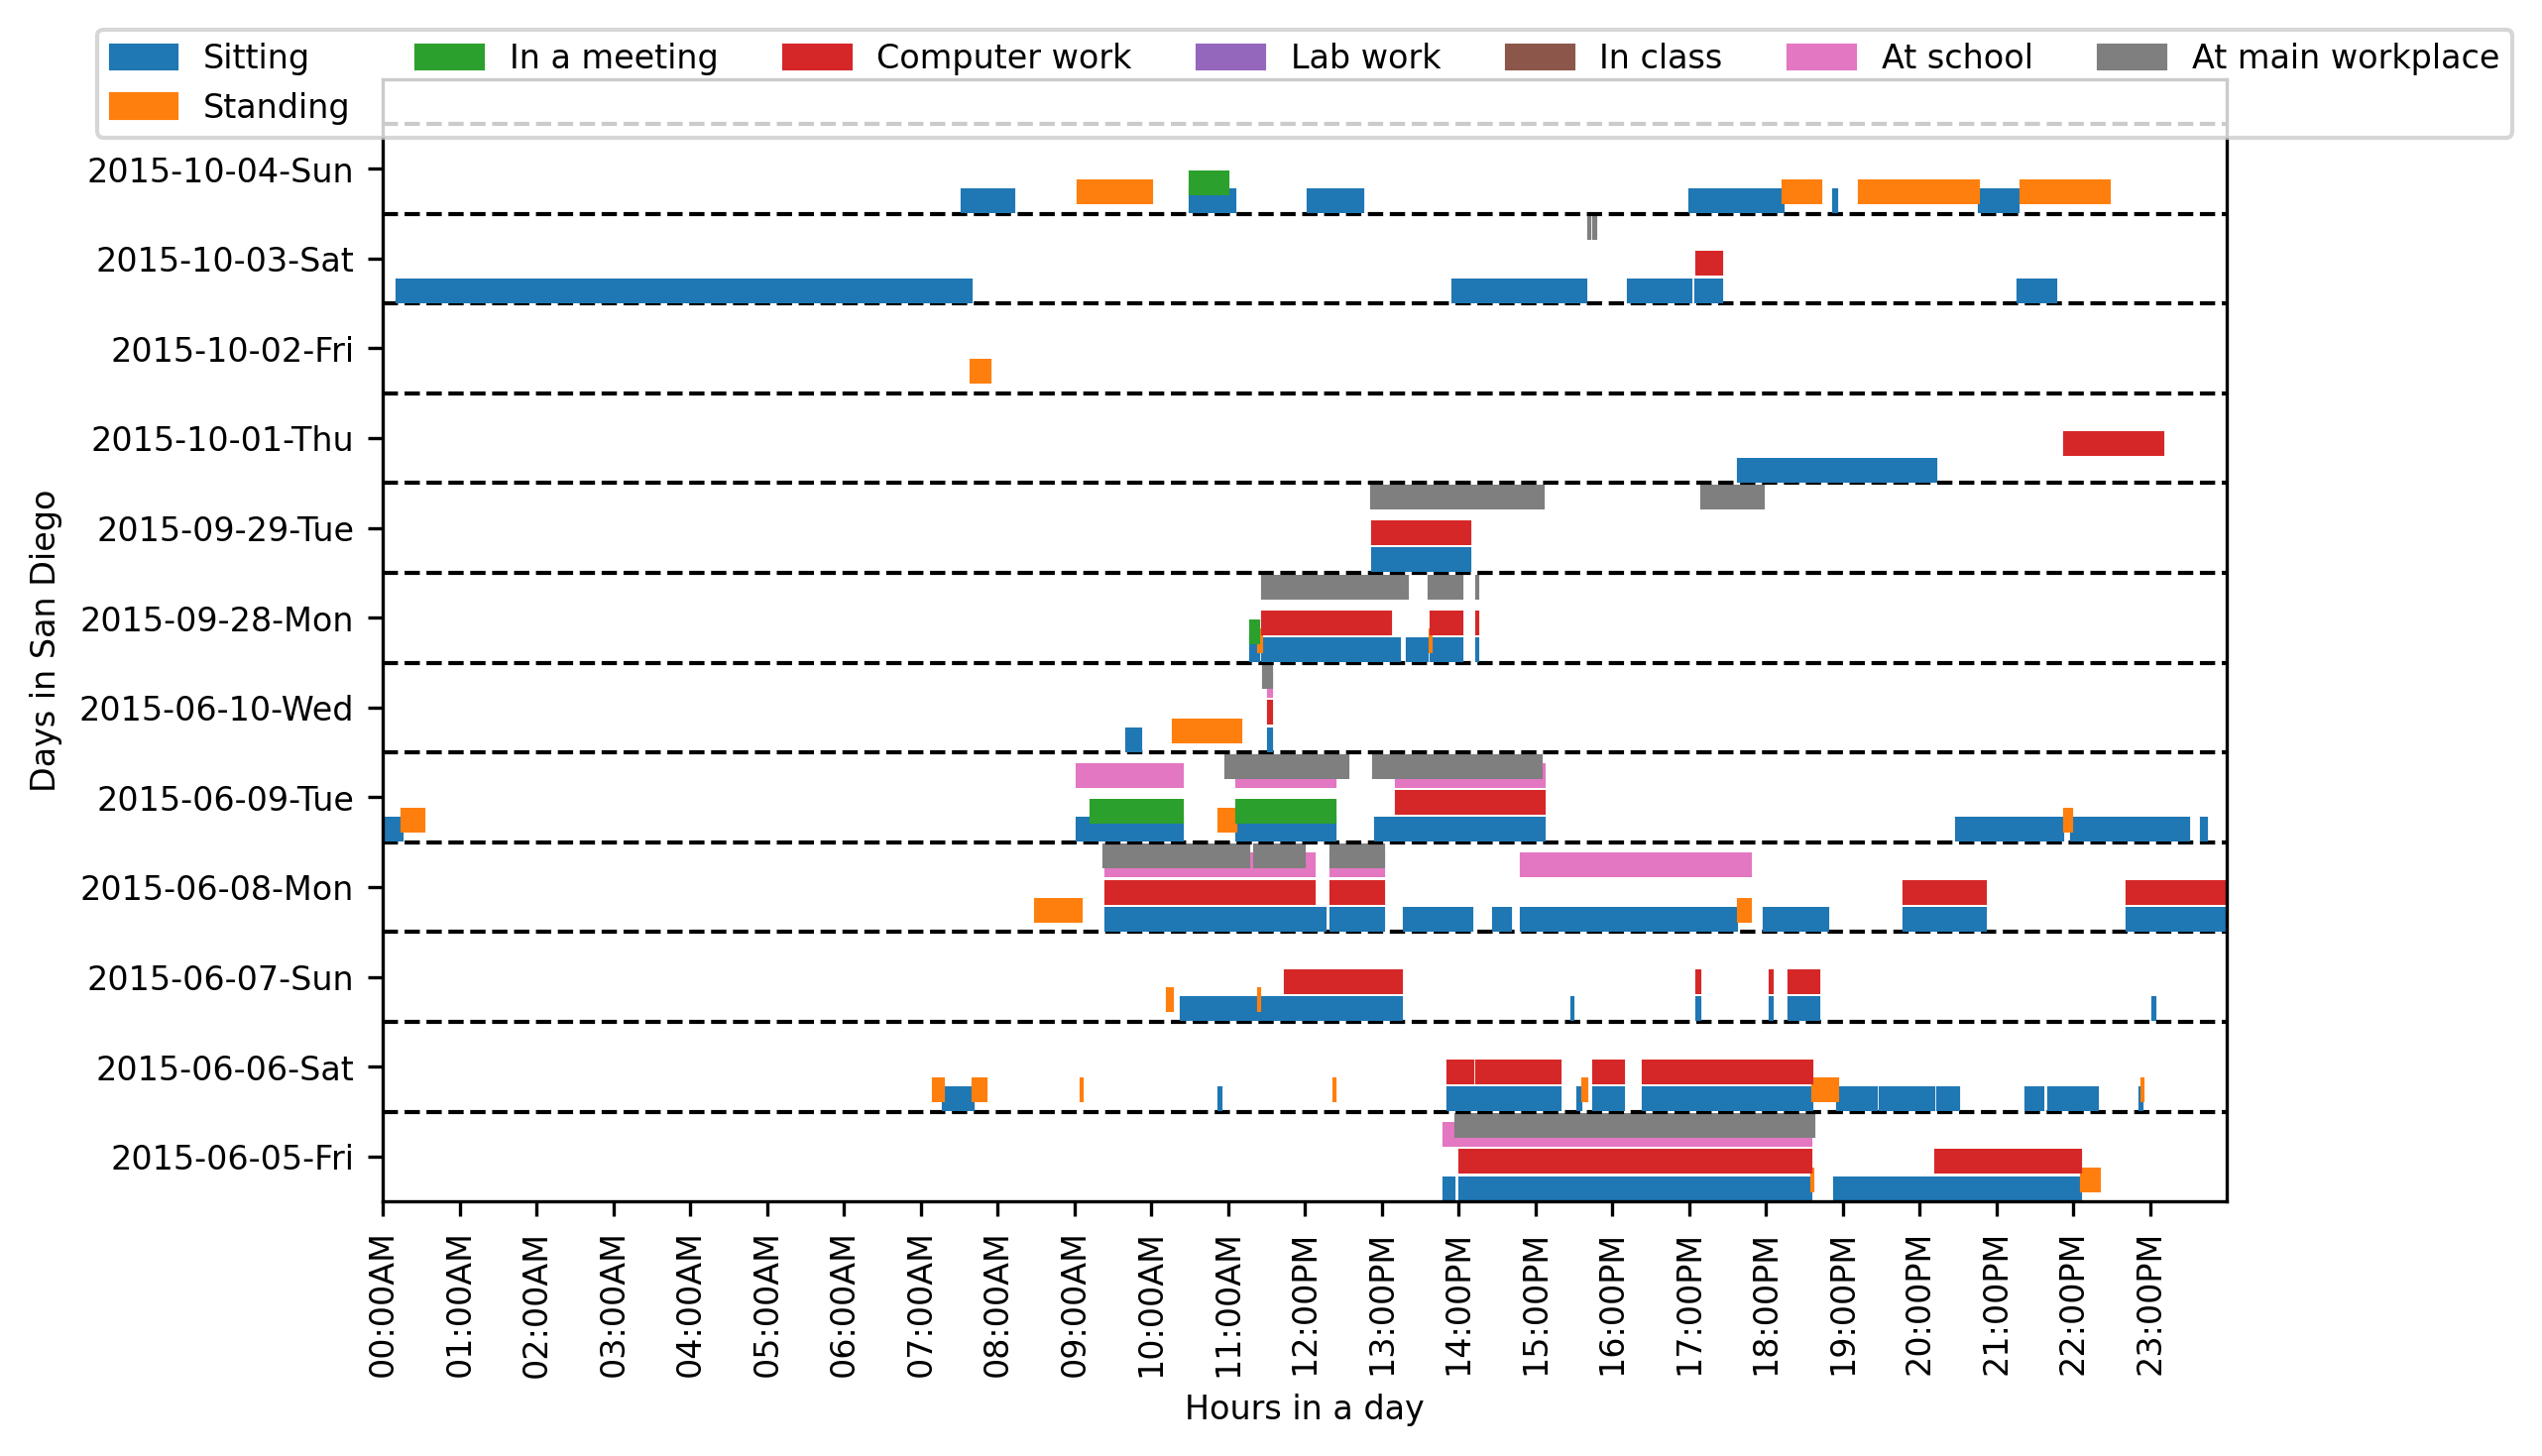 Sitting In a meeting Computer work Lab work In class At school At main workplace
Standing
2015-10-04-Sun
2015-10-03-Sat
2015-10-02-Fri
2015-10-01-Thu
2015-09-29-Tue
2015-09-28-Mon
2015-06-10-Wed
2015-06-09-Tue
2015-06-08-Mon
2015-06-07-Sun
2015-06-06-Sat
2015-06-05-Fri
Days in San Diego
00:00AM 01:00AM 02:00AM 03:00AM 04:00AM 05:00AM 06:00AM 07:00AM 08:00AM 09:00AM 10:00AM 11:00AM 12:00PM 13:00PM 14:00PM 15:00PM 16:00PM 17:00PM 18:00PM 19:00PM 20:00PM 21:00PM 22:00PM 23:00PM
Hours in a day